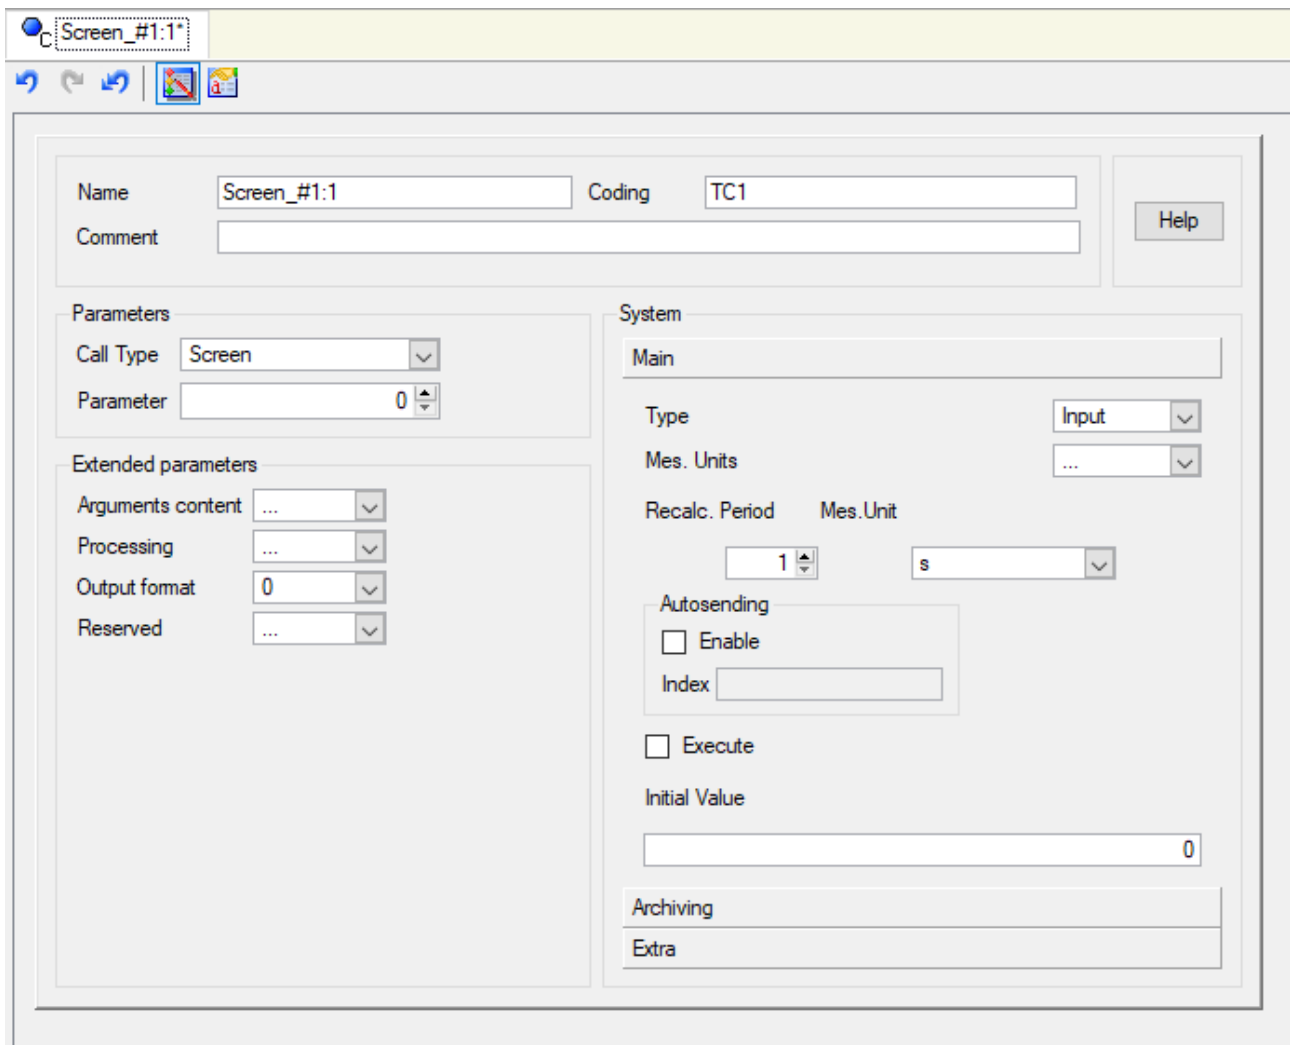 Screen_#1:1*
Name Screen_#1:1 Coding TC1
Comment
Help
Parameters
Call Type Screen
Parameter 0
Extended parameters
Arguments content ...
Processing ...
Output format 0
Reserved ...
System
Main
Type Input
Mes. Units ...
Recalc. Period Mes.Unit
1 s
Autosending
Enable
Index
Execute
Initial Value
0
Archiving
Extra